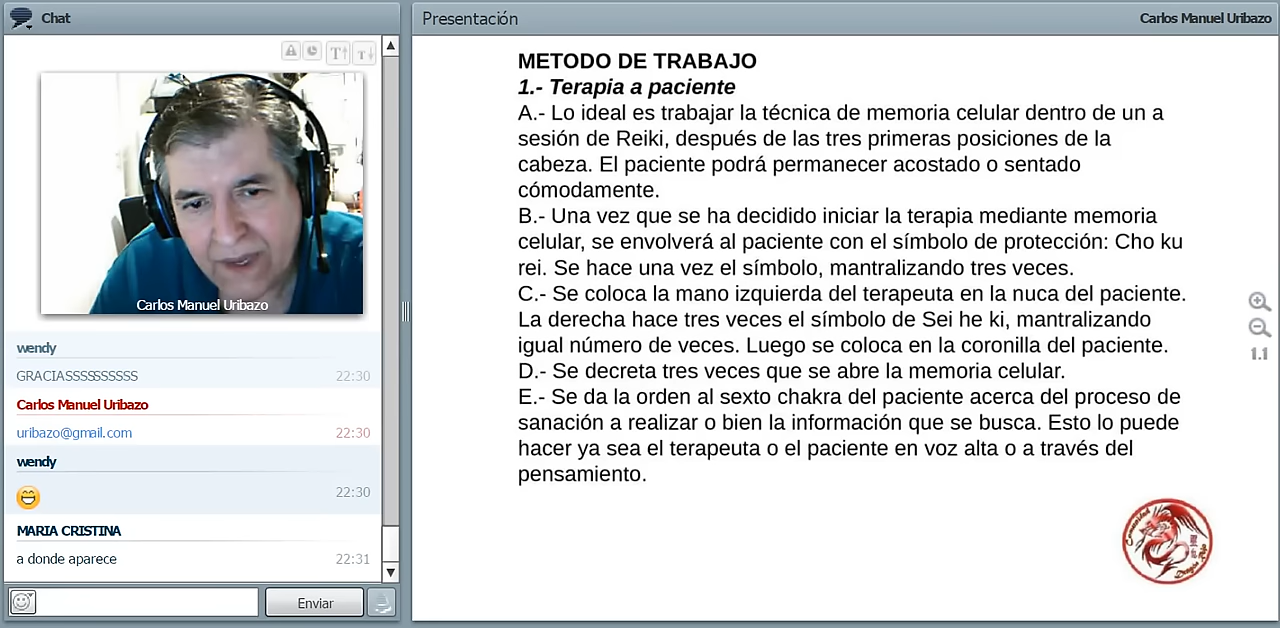 Chat
Carlos Manuel Uribazo
wendy
GRACIASSSSSSSSSS
22:30
Carlos Manuel Uribazo
uribazo@gmail.com
22:30
wendy
22:30
MARIA CRISTINA
a donde aparece
22:31
Enviar
Presentación
Carlos Manuel Uribazo
METODO DE TRABAJO
1.- Terapia a paciente
A.- Lo ideal es trabajar la técnica de memoria celular dentro de un a
sesión de Reiki, después de las tres primeras posiciones de la
cabeza. El paciente podrá permanecer acostado o sentado
cómodamente.
B.- Una vez que se ha decidido iniciar la terapia mediante memoria
celular, se envolverá al paciente con el símbolo de protección: Cho ku
rei. Se hace una vez el símbolo, mantralizando tres veces.
C.- Se coloca la mano izquierda del terapeuta en la nuca del paciente.
La derecha hace tres veces el símbolo de Sei he ki, mantralizando
igual número de veces. Luego se coloca en la coronilla del paciente.
D.- Se decreta tres veces que se abre la memoria celular.
E.- Se da la orden al sexto chakra del paciente acerca del proceso de
sanación a realizar o bien la información que se busca. Esto lo puede
hacer ya sea el terapeuta o el paciente en voz alta o a través del
pensamiento.
1.1
Comunidad
Dragón Rojo